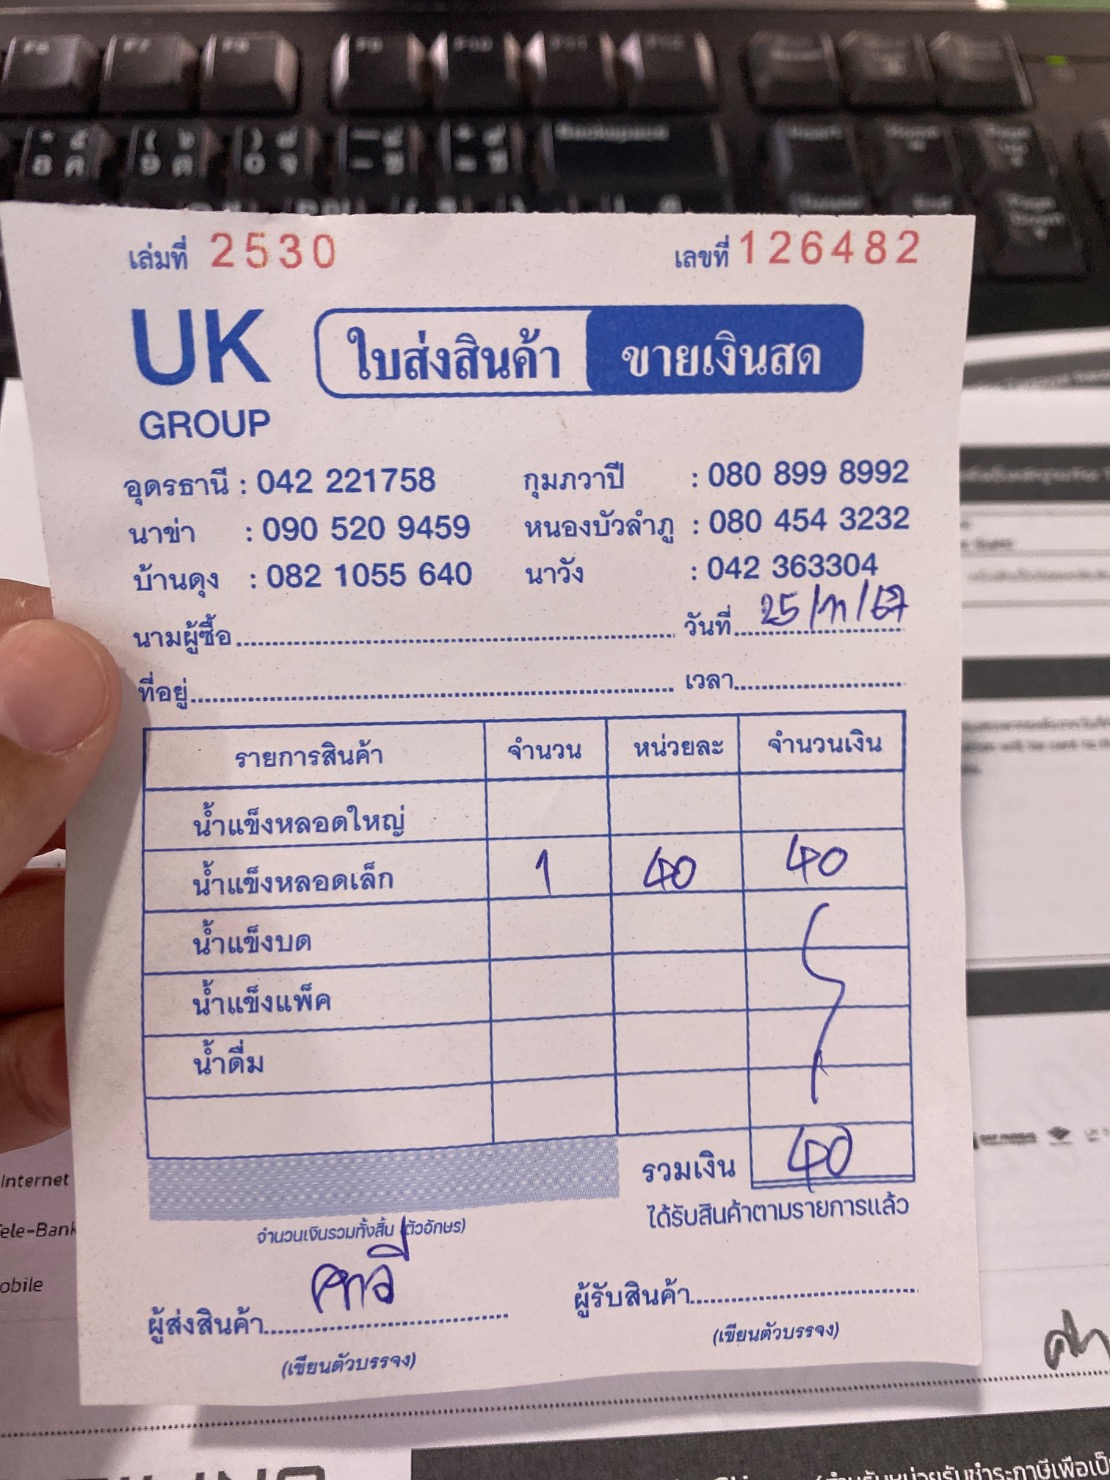 F6 F7 F8 F9 F10 F11 F12
Backspace
เล่มที่ 2530 เลขที่ 126482
UK
GROUP
ใบส่งสินค้า ขายเงินสด
อุดรธานี : 042 221758 กุมภวาปี : 080 899 8992
นาข่า : 090 520 9459 หนองบัวลำภู : 080 454 3232
บ้านดุง : 082 1055 640 นาวัง : 042 363304
นามผู้ซื้อ วันที่ 25/11/67
ที่อยู่ เวลา
รายการสินค้า จำนวน หน่วยละ จำนวนเงิน
น้ำแข็งหลอดใหญ่
น้ำแข็งหลอดเล็ก 1 40 40
น้ำแข็งบด
น้ำแข็งแพ็ค
น้ำดื่ม
รวมเงิน 40
จำนวนเงินรวมทั้งสิ้น (ตัวอักษร) ได้รับสินค้าตามรายการแล้ว
ผู้ส่งสินค้า ผู้รับสินค้า
(เขียนตัวบรรจง) (เขียนตัวบรรจง)
Internet
Tele-Bank
obile